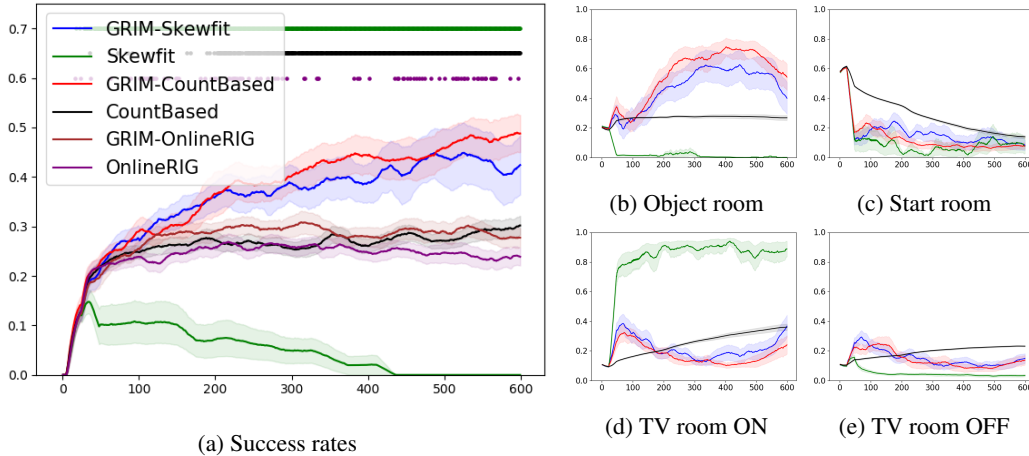 0.7
0.6
0.5
0.4
0.3
0.2
0.1
0.0
GRIM-Skewfit
Skewfit
GRIM-CountBased
CountBased
GRIM-OnlineRIG
OnlineRIG
0 100 200 300 400 500 600
(a) Success rates
1.0
0.8
0.6
0.4
0.2
0.0
0 100 200 300 400 500 600
(b) Object room
1.0
0.8
0.6
0.4
0.2
0.0
0 100 200 300 400 500 600
(c) Start room
1.0
0.8
0.6
0.4
0.2
0.0
0 100 200 300 400 500 600
(d) TV room ON
1.0
0.8
0.6
0.4
0.2
0.0
0 100 200 300 400 500 600
(e) TV room OFF